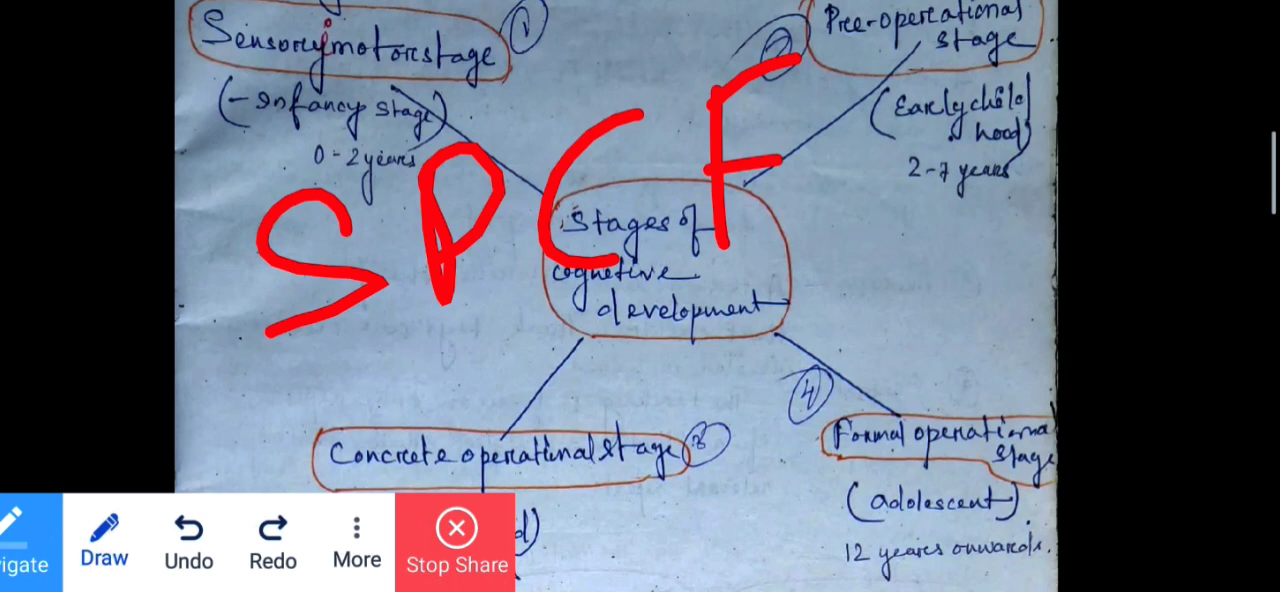 Sensorymotorstage
1
(-Infancy stage)
0-2 years
Pre-operational
stage
2
(Early child
hood)
2-7 years
SPCF
Stages of
cognetive
development
Concrete operational stage
3
4
Formal operational
stage
(adolescent)
12 years onwards.
d)
igate
Draw
Undo
Redo
More
Stop Share